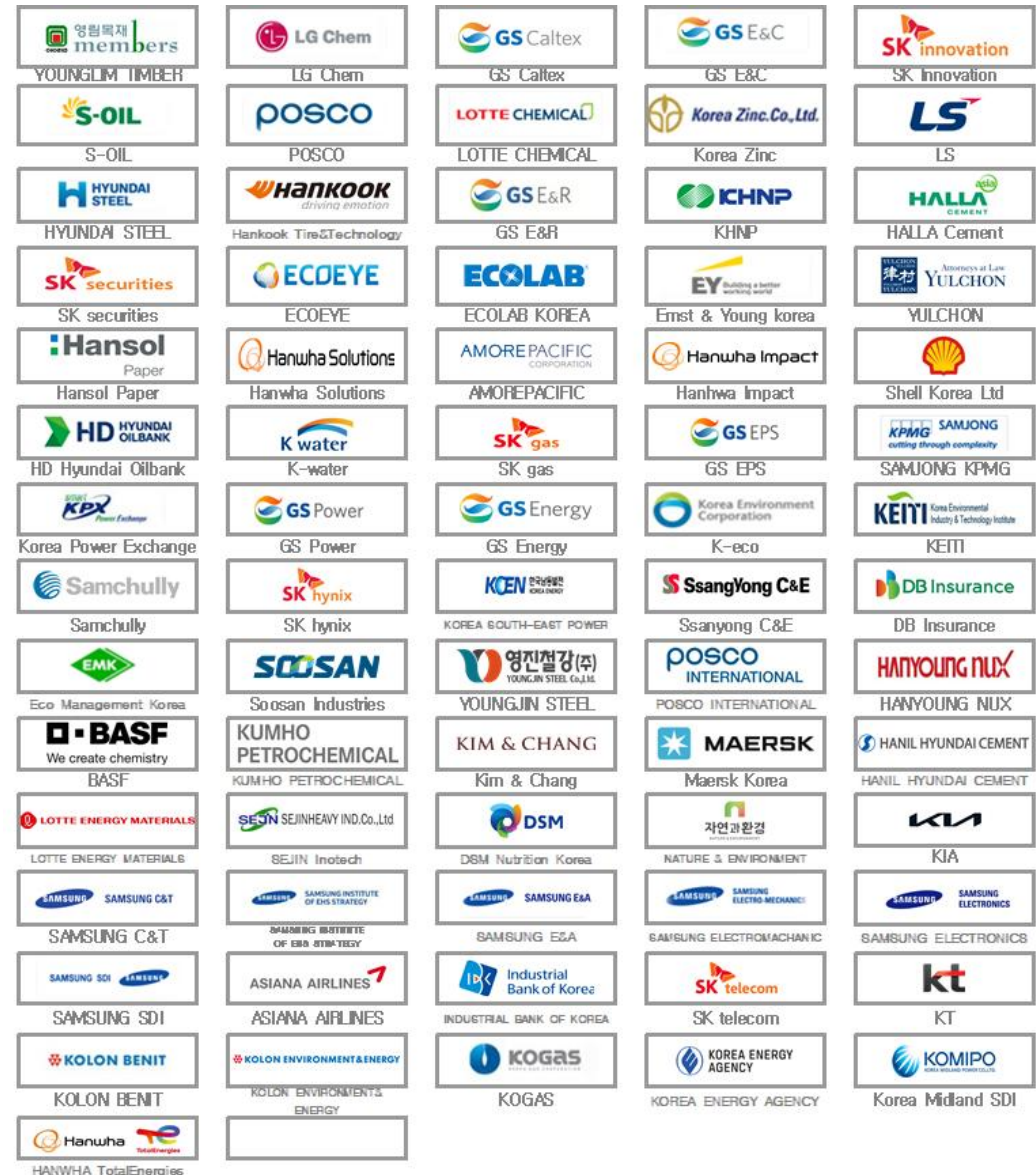 영림목재 members
LG Chem
GS Caltex
GS E&C
SK innovation
YOUNGLIM TIMBER
LG Chem
GS Caltex
GS E&C
SK Innovation
S-OIL
posco
LOTTE CHEMICAL
Korea Zinc.Co.,Ltd.
LS
S-OIL
POSCO
LOTTE CHEMICAL
Korea Zinc
LS
HYUNDAI STEEL
Hankook driving emotion
GS E&R
KHNP
HALLA asia CEMENT
HYUNDAI STEEL
Hankook Tire&Technology
GS E&R
KHNP
HALLA Cement
SK securities
ECOEYE
ECOLAB
EY Building a better working world
律村 Attorneys at Law YULCHON
SK securities
ECOEYE
ECOLAB KOREA
Ernst & Young korea
YULCHON
Hansol Paper
Hanwha Solutions
AMOREPACIFIC CORPORATION
Hanwha Impact
Hansol Paper
Hanwha Solutions
AMOREPACIFIC
Hanhwa Impact
Shell Korea Ltd
HD HYUNDAI OILBANK
K water
SK gas
GS EPS
KPMG SAMJONG cutting through complexity
HD Hyundai Oilbank
K-water
SK gas
GS EPS
SAMJONG KPMG
KPX Power Exchange
GS Power
GS Energy
Korea Environment Corporation
KEITI Korea Environmental Industry & Technology Institute
Korea Power Exchange
GS Power
GS Energy
K-eco
KEITI
Samchully
SK hynix
KOEN 한국남동발전 KOREA ENERGY
SsangYong C&E
DB Insurance
Samchully
SK hynix
KOREA SOUTH-EAST POWER
Ssanyong C&E
DB Insurance
EMK
SOOSAN
영진철강(주) YOUNGJIN STEEL Co.,Ltd.
posco INTERNATIONAL
HANYOUNG NUX
Eco Management Korea
Soosan Industries
YOUNGJIN STEEL
POSCO INTERNATIONAL
HANYOUNG NUX
BASF We create chemistry
KUMHO PETROCHEMICAL
KIM & CHANG
MAERSK
HANIL HYUNDAI CEMENT
BASF
KUMHO PETROCHEMICAL
Kim & Chang
Maersk Korea
HANIL HYUNDAI CEMENT
LOTTE ENERGY MATERIALS
SEJIN SEJINHEAVY IND.Co.,Ltd
DSM
자연과환경
KIA
LOTTE ENERGY MATERIALS
SEJIN Inotech
DSM Nutrition Korea
NATURE & ENVIRONMENT
KIA
SAMSUNG SAMSUNG C&T
SAMSUNG SAMSUNG INSTITUTE OF EHS STRATEGY
SAMSUNG SAMSUNG E&A
SAMSUNG SAMSUNG ELECTRO-MECHANICS
SAMSUNG SAMSUNG ELECTRONICS
SAMSUNG C&T
SAMSUNG INSTITUTE
OF EHS STRATEGY
SAMSUNG E&A
SAMSUNG ELECTROMACHANIC
SAMSUNG ELECTRONICS
SAMSUNG SDI SAMSUNG
ASIANA AIRLINES
IBK Industrial Bank of Korea
SK telecom
kt
SAMSUNG SDI
ASIANA AIRLINES
INDUSTRIAL BANK OF KOREA
SK telecom
KT
KOLON BENIT
KOLON ENVIRONMENT&ENERGY
KOGAS
KOREA ENERGY AGENCY
KOMIPO KOREA MIDLAND POWER CO.,LTD.
KOLON BENIT
KOLON ENVIRONMENT&
ENERGY
KOGAS
KOREA ENERGY AGENCY
Korea Midland SDI
Hanwha TotalEnergies
HANWHA TotalEnergies